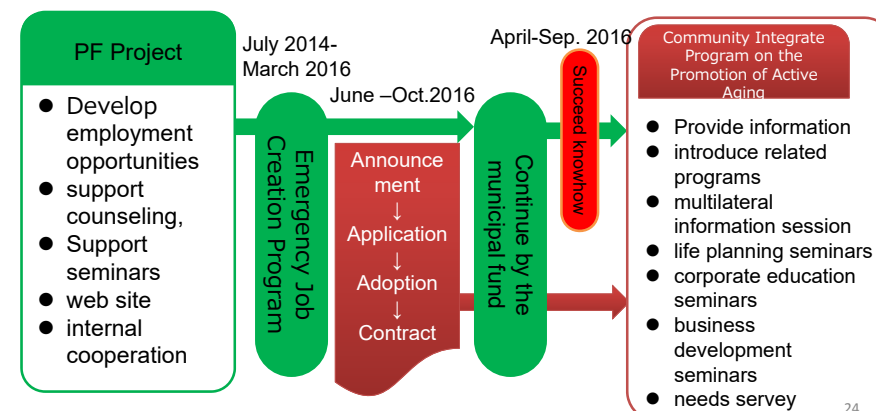 PF Project
● Develop
employment
opportunities
● support
counseling,
● Support
seminars
● web site
● internal
cooperation
July 2014-
March 2016
Emergency Job
Creation Program
June –Oct.2016
Announce
ment
↓
Application
↓
Adoption
↓
Contract
Continue by the
municipal fund
April-Sep. 2016
Succeed knowhow
Community Integrate
Program on the
Promotion of Active
Aging
● Provide information
● introduce related
programs
● multilateral
information session
● life planning seminars
● corporate education
seminars
● business
development
seminars
● needs servey
24